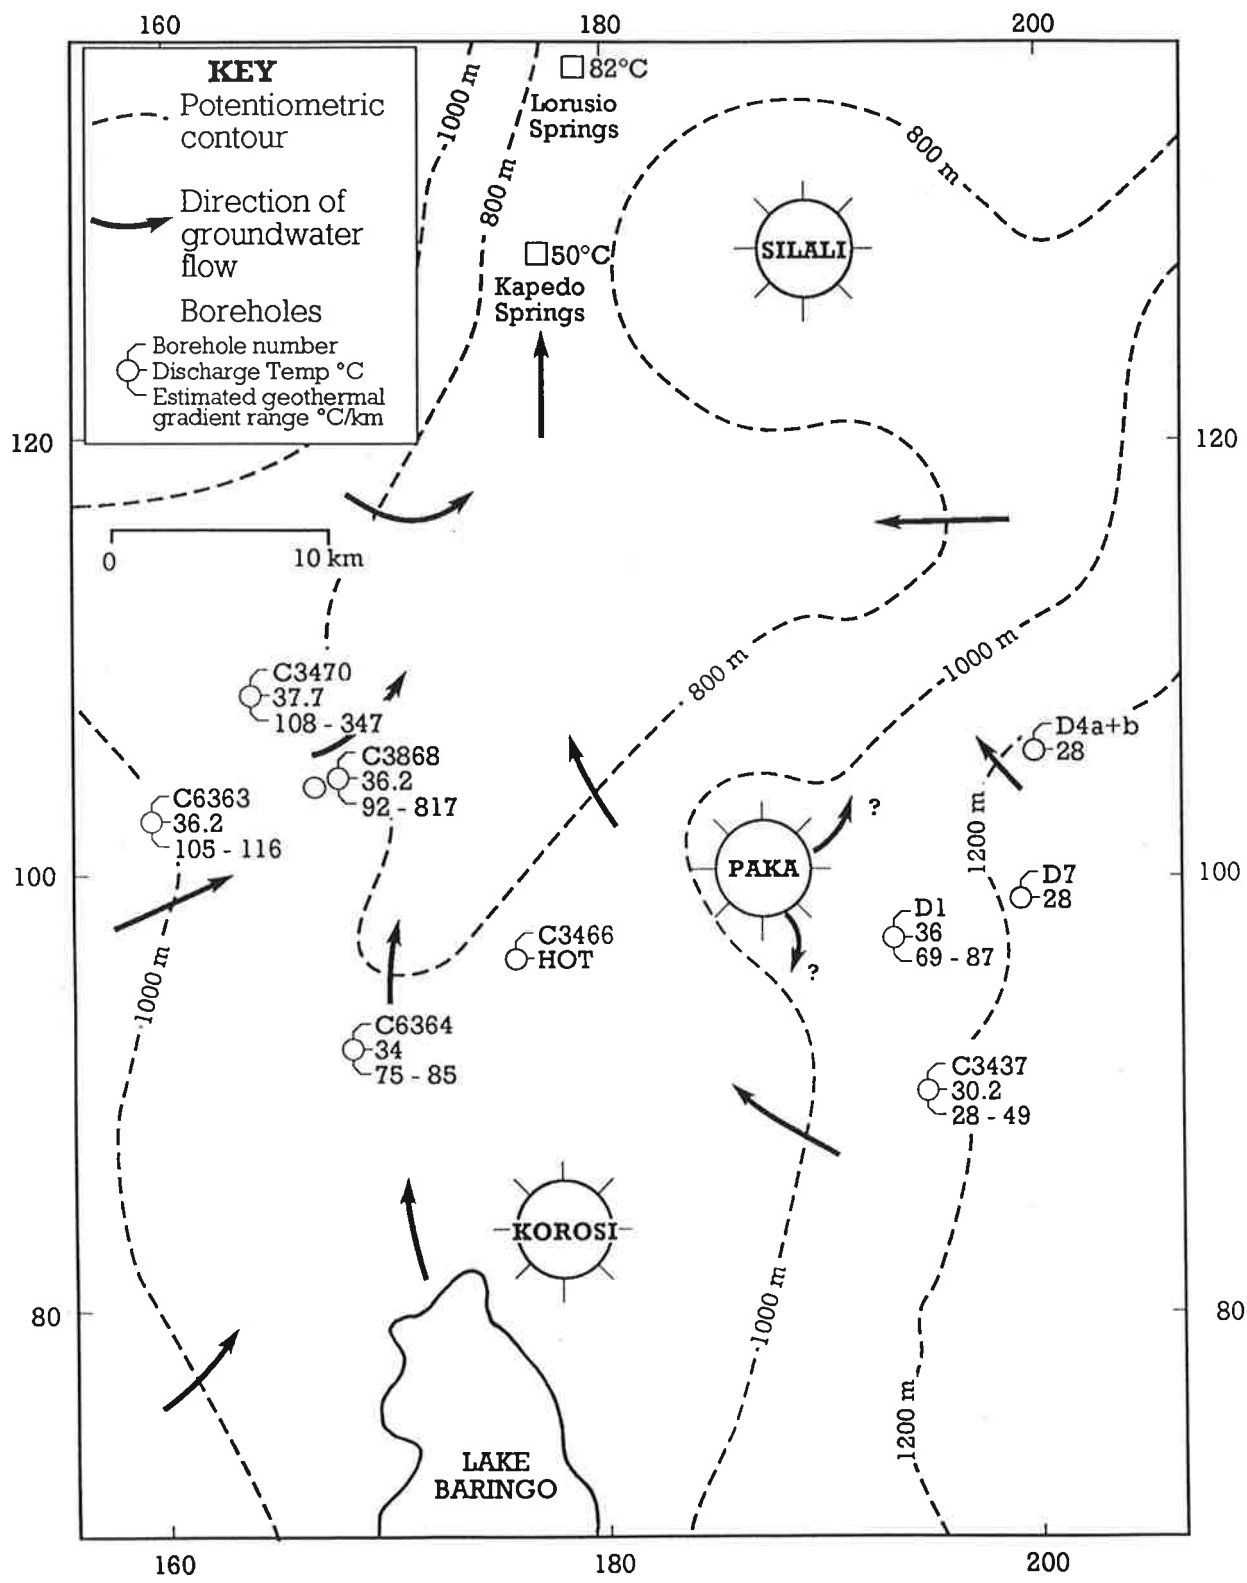 160
180
200
KEY
Potentiometric
contour
Direction of
groundwater
flow
Boreholes
Borehole number
Discharge Temp °C
Estimated geothermal
gradient range °C/km
1000 m
800 m
82°C
Lorusio
Springs
800 m
SILALI
50°C
Kapedo
Springs
120
120
0
10 km
C3470
37.7
108 - 347
800 m
1000 m
C3868
36.2
92 - 817
D4a+b
28
C6363
36.2
105 - 116
?
1200 m
PAKA
100
100
D7
28
D1
36
69 - 87
C3466
HOT
?
1000 m
C6364
34
75 - 85
C3437
30.2
28 - 49
KOROSI
80
80
1000 m
1200 m
LAKE
BARINGO
160
180
200